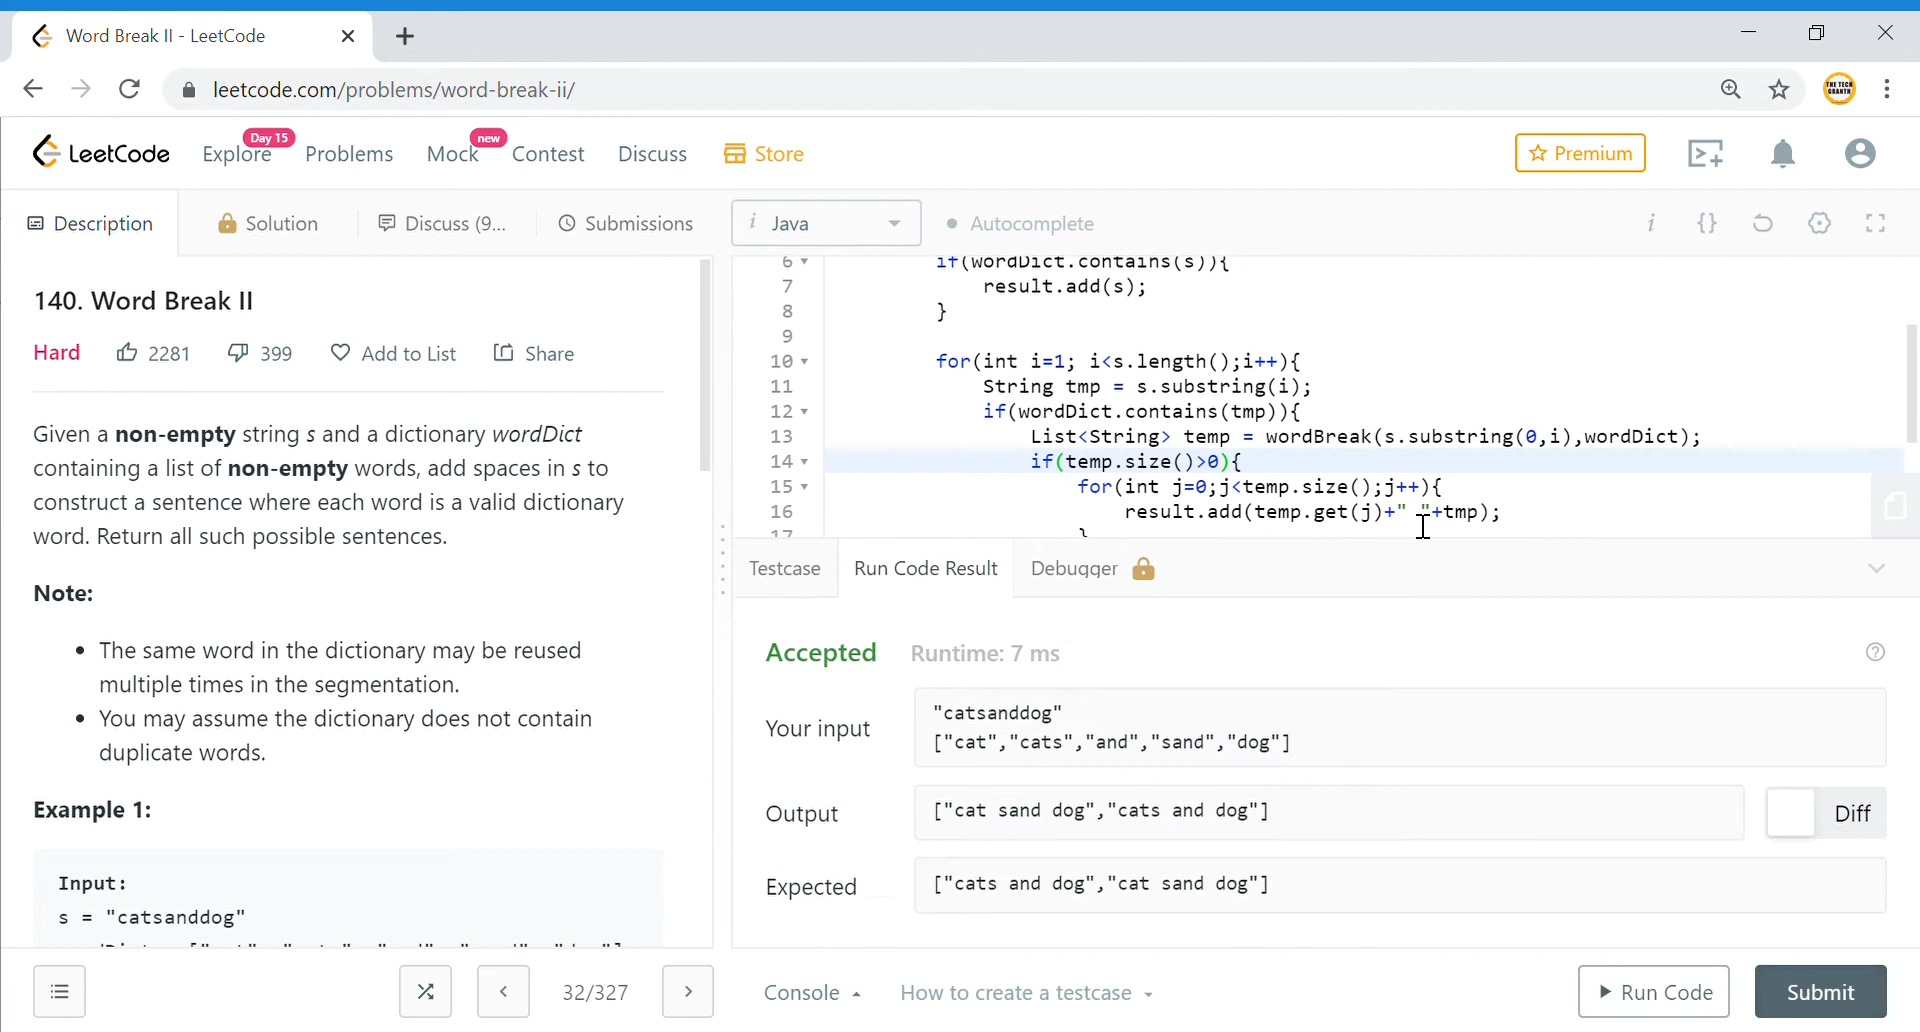 Word Break II - LeetCode
leetcode.com/problems/word-break-ii/
THE TECH
GRANTH
LeetCode
Explore
Day 15
Problems
Mock
new
Contest
Discuss
Store
Premium
Description
Solution
Discuss (9...
Submissions
i Java
Autocomplete
140. Word Break II
Hard
2281
399
Add to List
Share
Given a non-empty string s and a dictionary wordDict
containing a list of non-empty words, add spaces in s to
construct a sentence where each word is a valid dictionary
word. Return all such possible sentences.
Note:
• The same word in the dictionary may be reused
multiple times in the segmentation.
• You may assume the dictionary does not contain
duplicate words.
Example 1:
Input:
s = "catsanddog"
6 if(wordDict.contains(s)){
7 result.add(s);
8 }
9
10 for(int i=1; i<s.length();i++){
11 String tmp = s.substring(i);
12 if(wordDict.contains(tmp)){
13 List<String> temp = wordBreak(s.substring(0,i),wordDict);
14 if(temp.size()>0){
15 for(int j=0;j<temp.size();j++){
16 result.add(temp.get(j)+" "+tmp);
17 }
Testcase
Run Code Result
Debugger
Accepted
Runtime: 7 ms
Your input
"catsanddog"
["cat","cats","and","sand","dog"]
Output
["cat sand dog","cats and dog"]
Diff
Expected
["cats and dog","cat sand dog"]
32/327
Console
How to create a testcase
Run Code
Submit